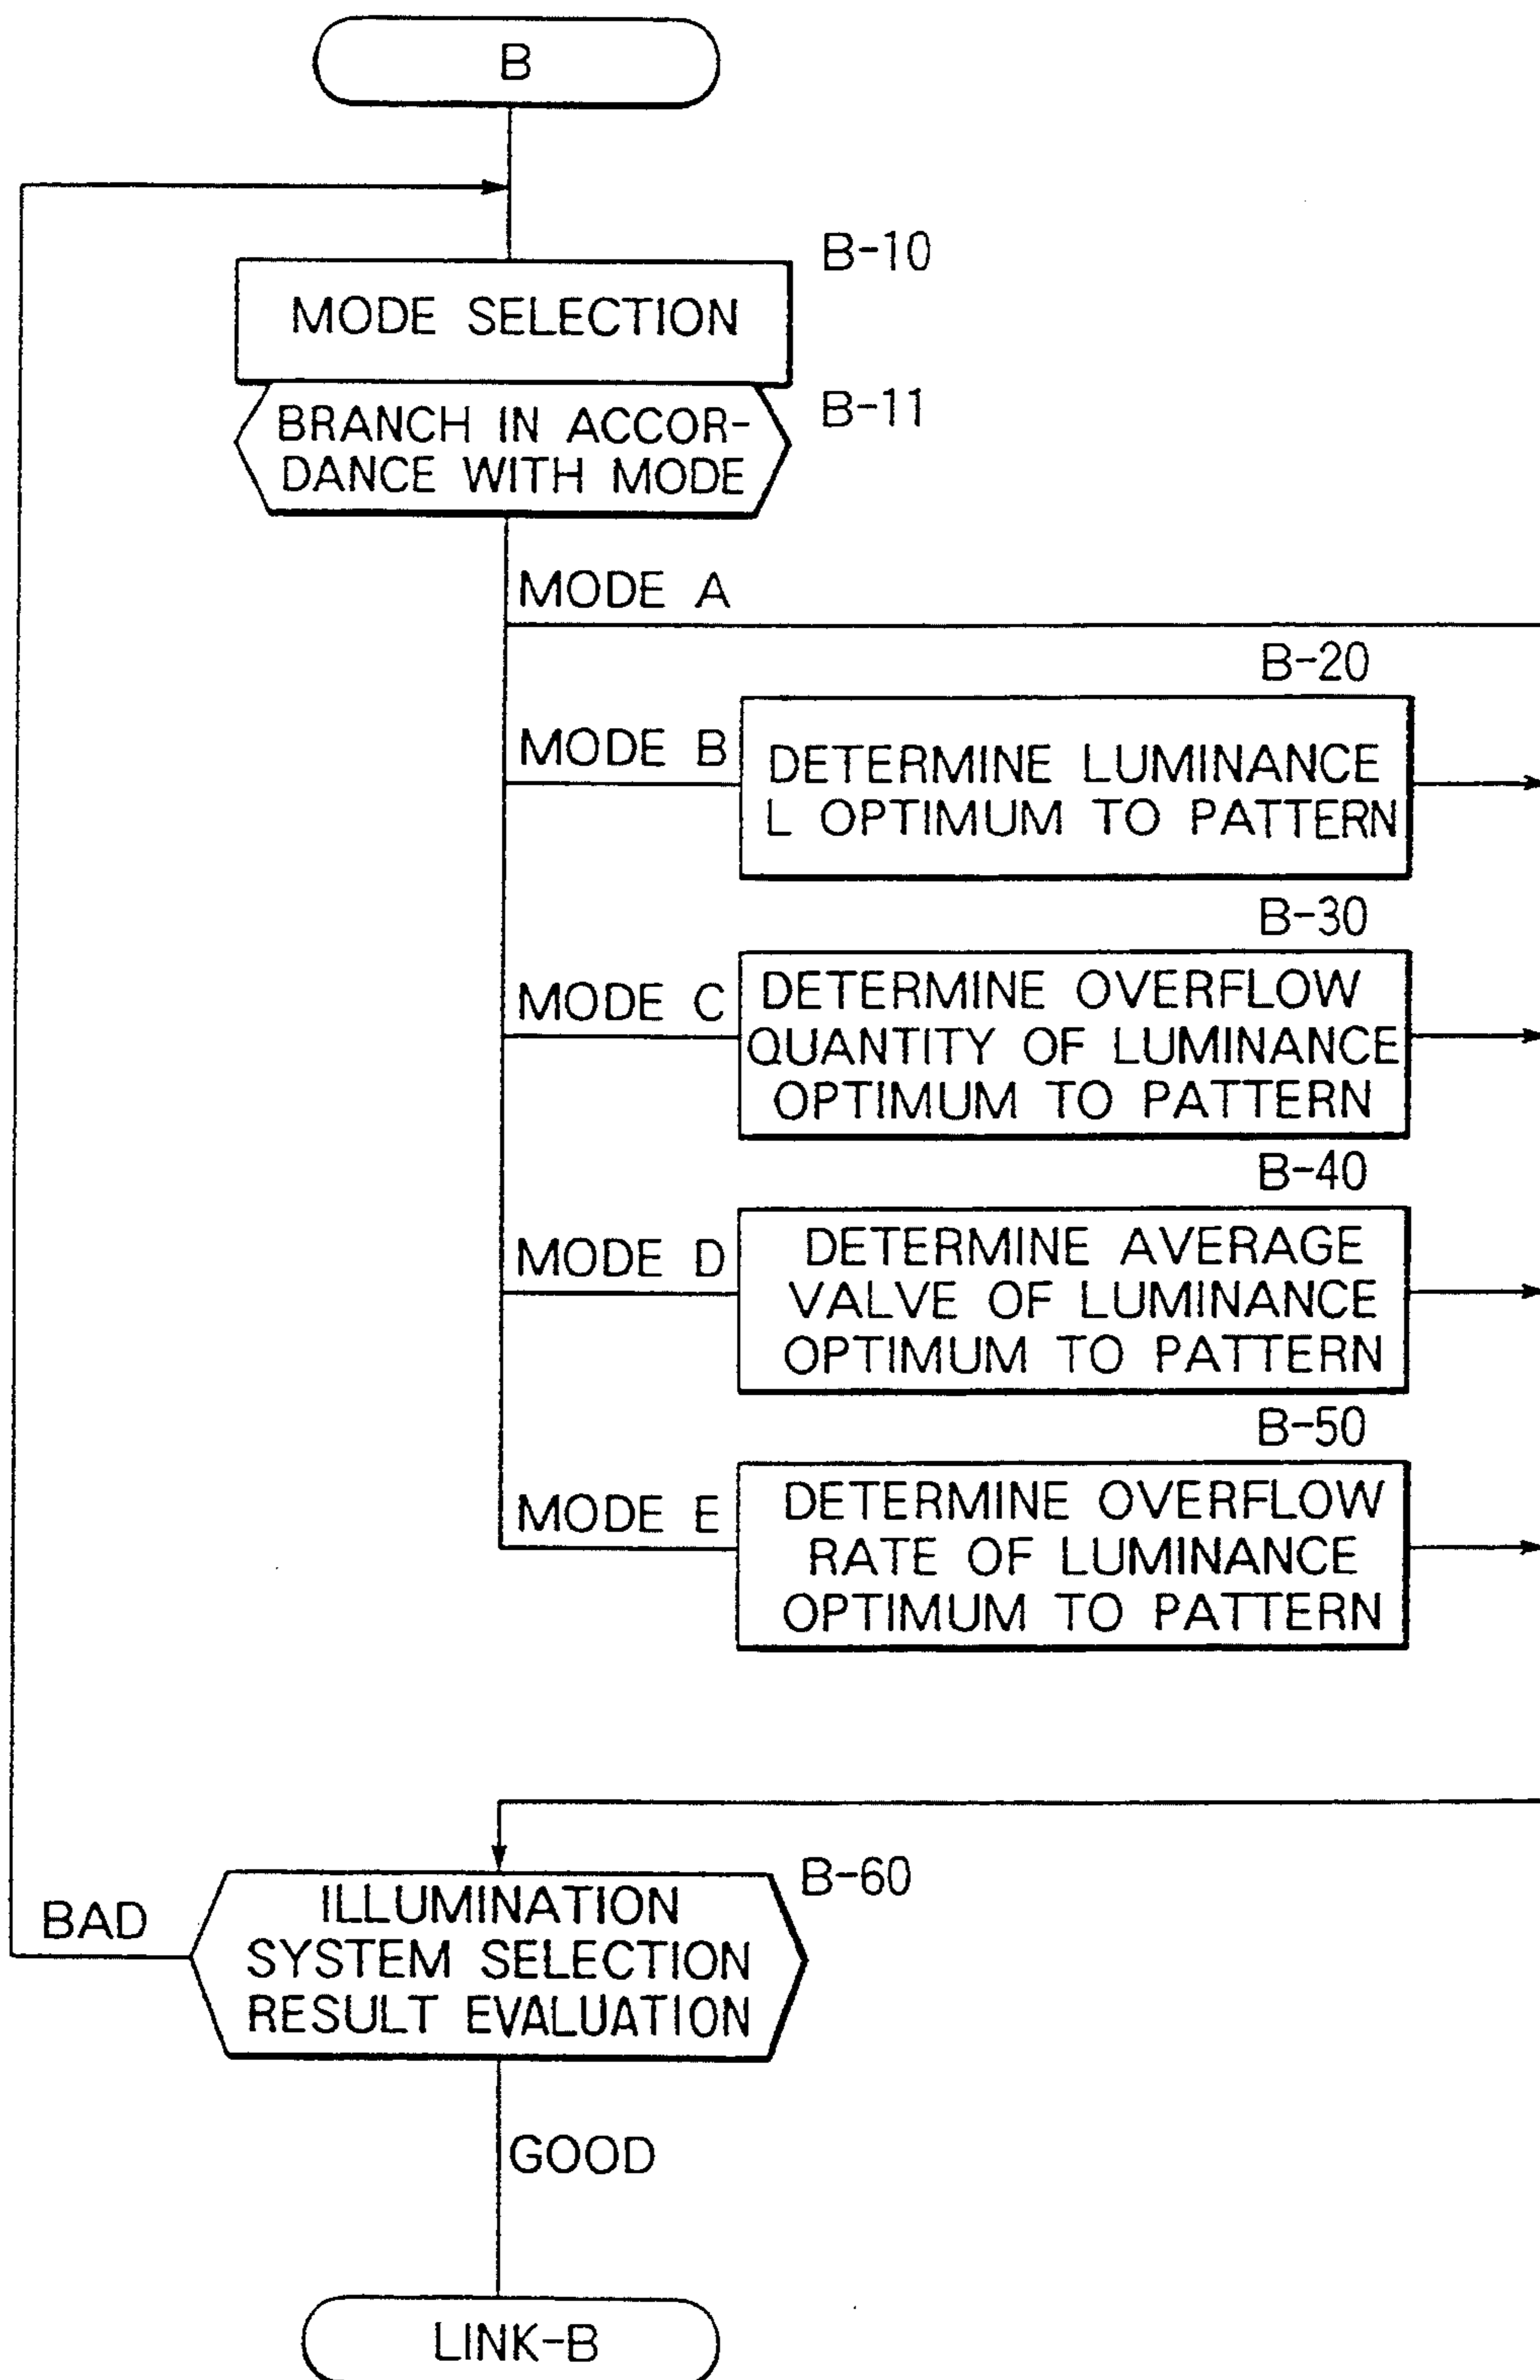 B
B-10
MODE SELECTION
B-11
BRANCH IN ACCOR-
DANCE WITH MODE
MODE A
B-20
MODE B
DETERMINE LUMINANCE
L OPTIMUM TO PATTERN
B-30
MODE C
DETERMINE OVERFLOW
QUANTITY OF LUMINANCE
OPTIMUM TO PATTERN
B-40
MODE D
DETERMINE AVERAGE
VALVE OF LUMINANCE
OPTIMUM TO PATTERN
B-50
MODE E
DETERMINE OVERFLOW
RATE OF LUMINANCE
OPTIMUM TO PATTERN
B-60
BAD
ILLUMINATION
SYSTEM SELECTION
RESULT EVALUATION
GOOD
LINK-B